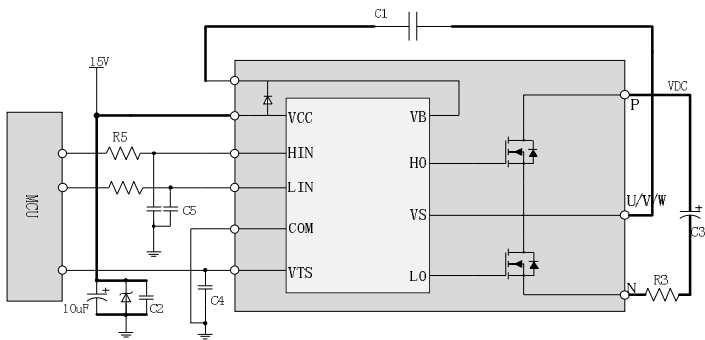 C1
15V
VDC
P
R5
VCC
VB
HIN
HO
LIN
MCU
C5
U/V/W
COM
VS
C3
VTS
LO
R3
N
10uF
C2
C4